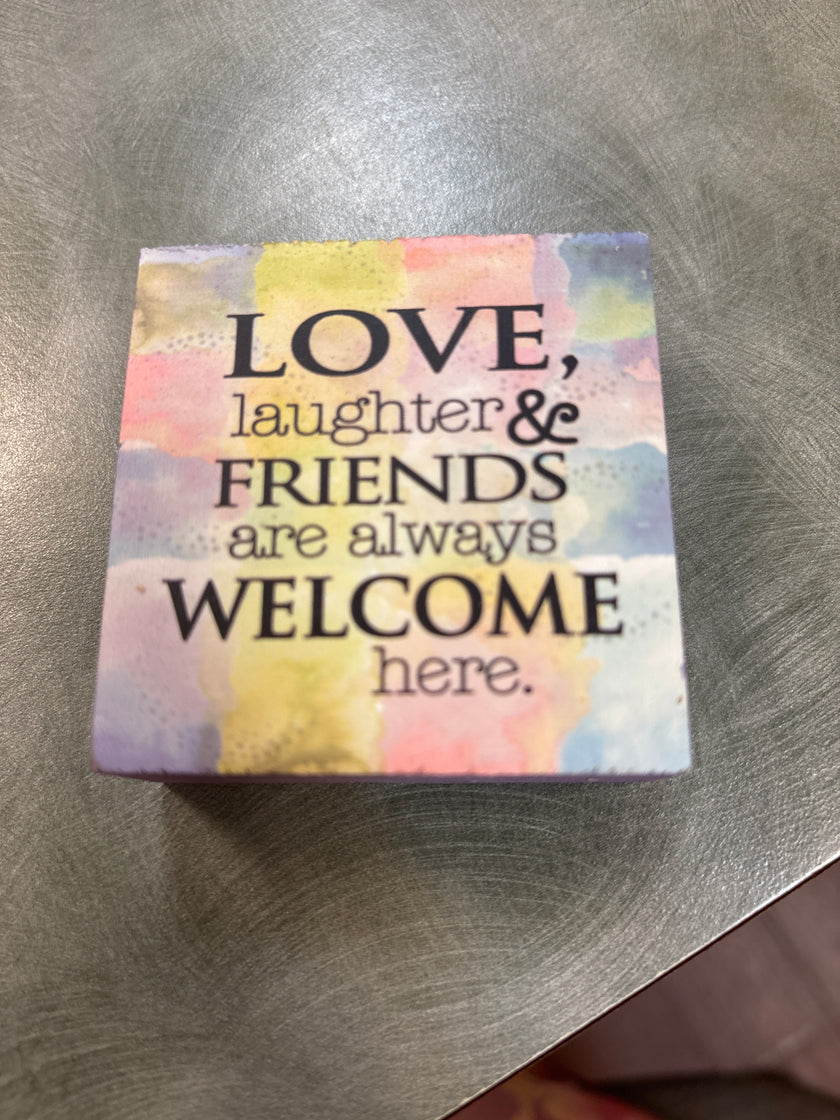 LOVE,
laughter &
FRIENDS
are always
WELCOME
here.